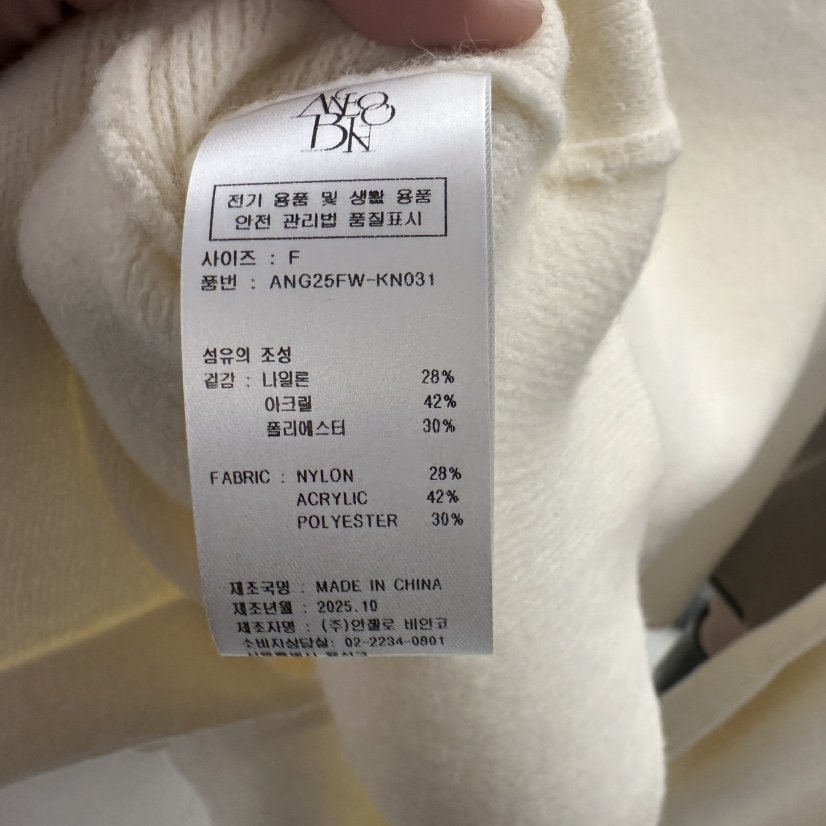 전기 용품 및 생활 용품
안전 관리법 품질표시
사이즈 : F
품번 : ANG25FW-KN031
섬유의 조성
겉감 : 나일론 28%
아크릴 42%
폴리에스터 30%
FABRIC : NYLON 28%
ACRYLIC 42%
POLYESTER 30%
제조국명 : MADE IN CHINA
제조년월 : 2025.10
제조자명 : (주)안젤로 비안코
소비자상담실: 02-2234-0801